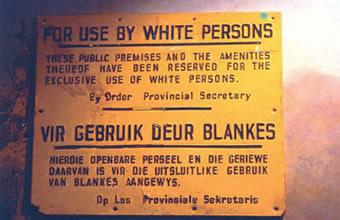 FOR USE BY WHITE PERSONS
THESE PUBLIC PREMISES AND THE AMENITIES
THEREOF HAVE BEEN RESERVED FOR THE
EXCLUSIVE USE OF WHITE PERSONS.
By Order Provincial Secretary
VIR GEBRUIK DEUR BLANKES
HIERDIE OPENBARE PERSEEL EN DIE GERIEWE
DAARVAN IS VIR DIE UITSLUITLIKE GEBRUIK
VAN BLANKES AANGEWYS.
Op Las Provinsiale Sekretaris